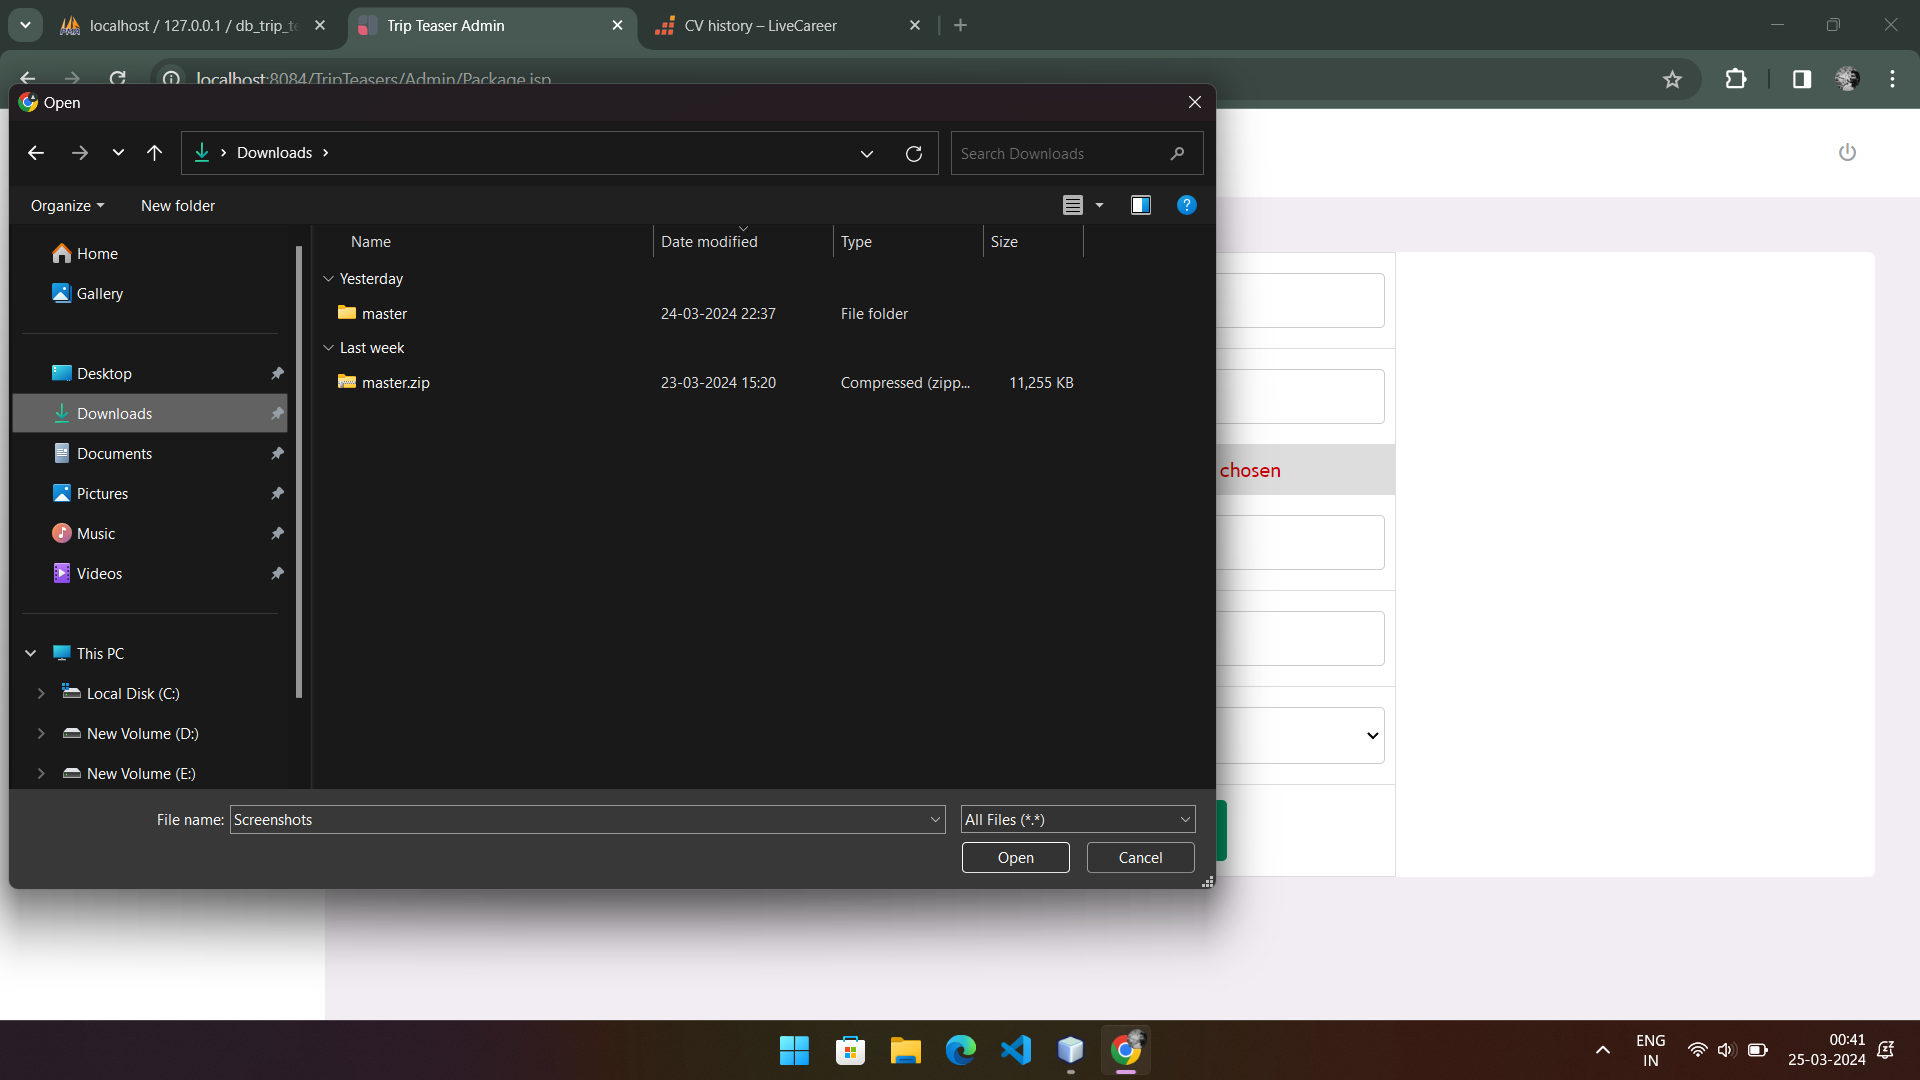 localhost / 127.0.0.1 / db_trip_te
Trip Teaser Admin
CV history – LiveCareer
localhost:8084/TripTeasers/Admin/Package.jsp
Open
Downloads
Search Downloads
Organize
New folder
Name
Date modified
Type
Size
Home
Gallery
Desktop
Downloads
Documents
Pictures
Music
Videos
This PC
Local Disk (C:)
New Volume (D:)
New Volume (E:)
Yesterday
master 24-03-2024 22:37 File folder
Last week
master.zip 23-03-2024 15:20 Compressed (zipp... 11,255 KB
chosen
File name: Screenshots
All Files (*.*)
Open
Cancel
ENG
IN
00:41
25-03-2024